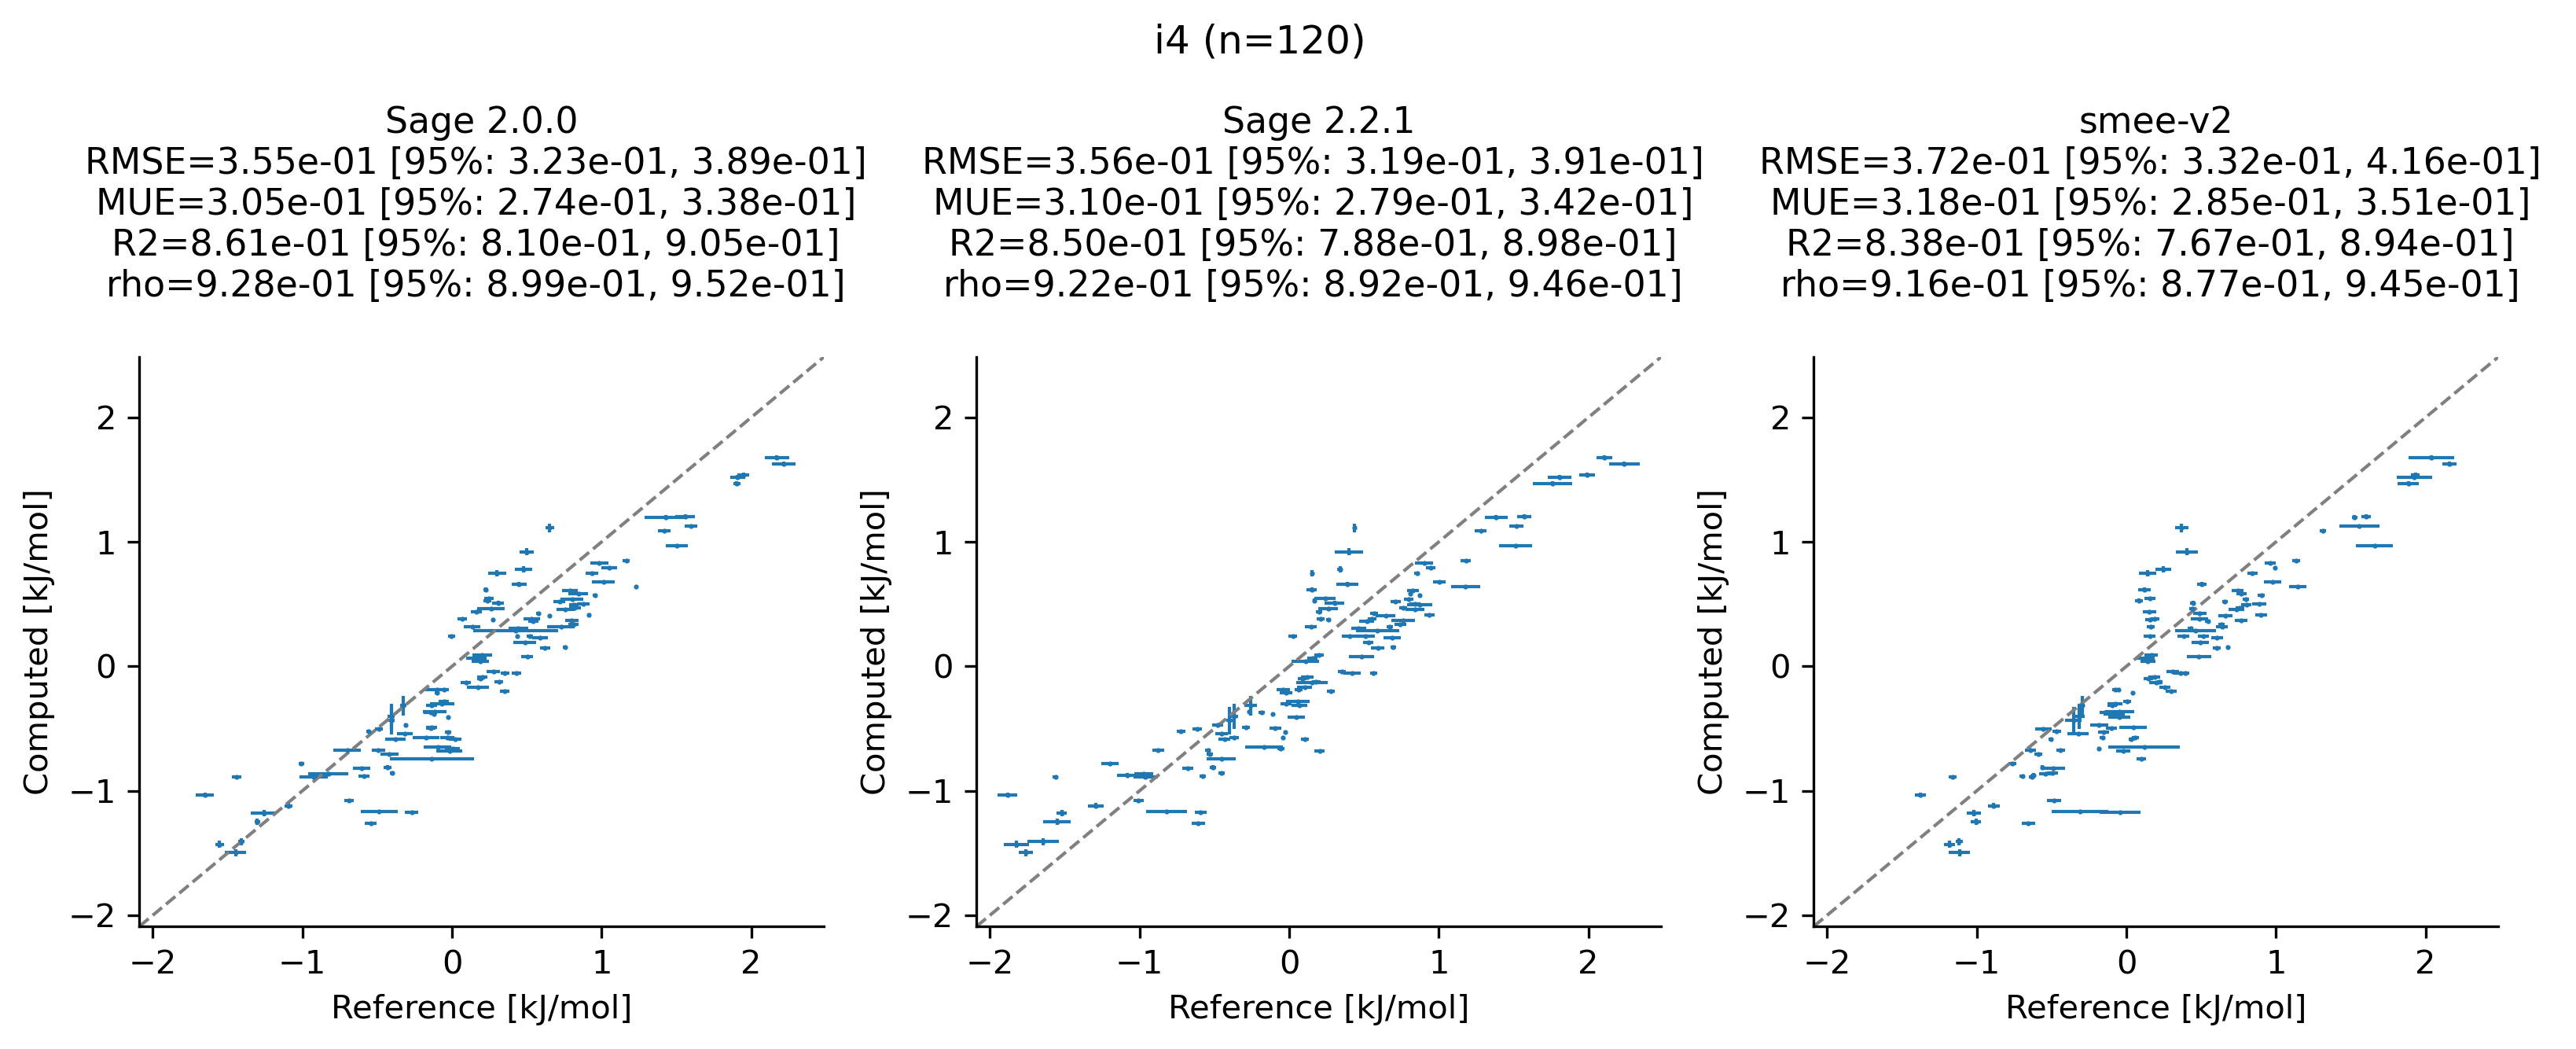 i4 (n=120)
Sage 2.0.0
RMSE=3.55e-01 [95%: 3.23e-01, 3.89e-01]
MUE=3.05e-01 [95%: 2.74e-01, 3.38e-01]
R2=8.61e-01 [95%: 8.10e-01, 9.05e-01]
rho=9.28e-01 [95%: 8.99e-01, 9.52e-01]
Computed [kJ/mol]
2
1
0
−1
−2
−2 −1 0 1 2
Reference [kJ/mol]
Sage 2.2.1
RMSE=3.56e-01 [95%: 3.19e-01, 3.91e-01]
MUE=3.10e-01 [95%: 2.79e-01, 3.42e-01]
R2=8.50e-01 [95%: 7.88e-01, 8.98e-01]
rho=9.22e-01 [95%: 8.92e-01, 9.46e-01]
Computed [kJ/mol]
2
1
0
−1
−2
−2 −1 0 1 2
Reference [kJ/mol]
smee-v2
RMSE=3.72e-01 [95%: 3.32e-01, 4.16e-01]
MUE=3.18e-01 [95%: 2.85e-01, 3.51e-01]
R2=8.38e-01 [95%: 7.67e-01, 8.94e-01]
rho=9.16e-01 [95%: 8.77e-01, 9.45e-01]
Computed [kJ/mol]
2
1
0
−1
−2
−2 −1 0 1 2
Reference [kJ/mol]